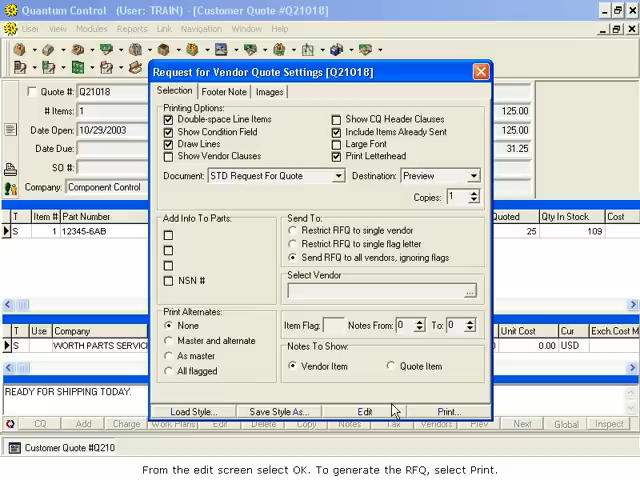 Quantum Control (User: TRAIN) - [Customer Quote #Q21018]
User View Modules Reports Link Navigation Window
Request for Vendor Quote Settings [Q21018]
Selection Footer Note Images
Quote #: Q21018
# Items: 1
Date Open: 10/29/2003
Date Due:
SO #:
Company: Component Control
125.00
125.00
31.25
Printing Options:
Double-space Line Items Show CQ Header Clauses
Show Condition Field Include Items Already Sent
Draw Lines Large Font
Show Vendor Clauses Print Letterhead
Document: STD Request For Quote Destination: Preview
Copies: 1
Add Info To Parts:
NSN #
Send To:
Restrict RFQ to single vendor
Restrict RFQ to single flag letter
Send RFQ to all vendors, ignoring flags
Select Vendor
...
Print Alternates:
None
Master and alternate
As master
All flagged
Item Flag: Notes From: 0 To: 0
Notes To Show:
Vendor Item Quote Item
Load Style... Save Style As... Edit Print...
T Item # Part Number Quoted Qty In Stock Cost
S 1 12345-6AB 25 109
T Use Company Unit Cost Cur Exch.Cost M
S WORTH PARTS SERVIC 0.00 USD
READY FOR SHIPPING TODAY.
CQ Add Charge Work Plans Edit Delete Notes Tax Vendors Prev Next Global Inspect
Customer Quote #Q210
From the edit screen select OK. To generate the RFQ, select Print.